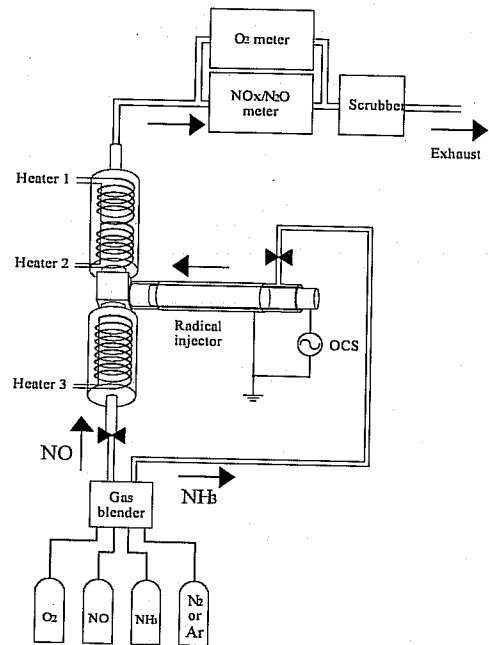 O₂ meter
NOx/N₂O
meter
Scrubber
Exhaust
Heater 1
Heater 2
Radical
injector
OCS
Heater 3
NO
NH₃
Gas
blender
O₂
NO
NH₃
N₂
or
Ar